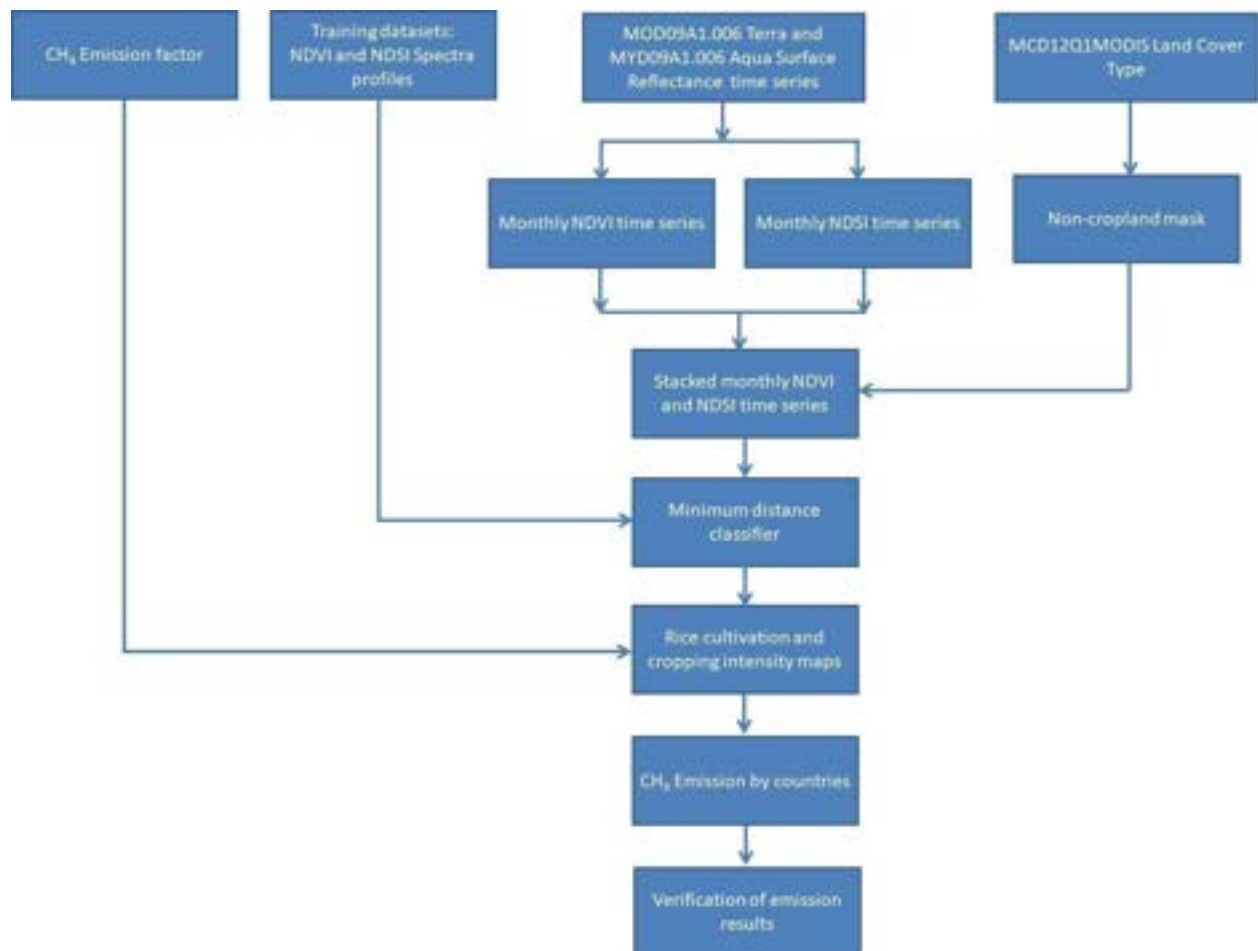 CH₄ Emission factor
Training datasets:
NDVI and NDSI Spectra
profiles
MOD09A1.006 Terra and
MYD09A1.006 Aqua Surface
Reflectance time series
MCD12Q1MODIS Land Cover
Type
Monthly NDVI time series
Monthly NDSI time series
Non-cropland mask
Stacked monthly NDVI
and NDSI time series
Minimum distance
classifier
Rice cultivation and
cropping intensity maps
CH₄ Emission by countries
Verification of emission
results